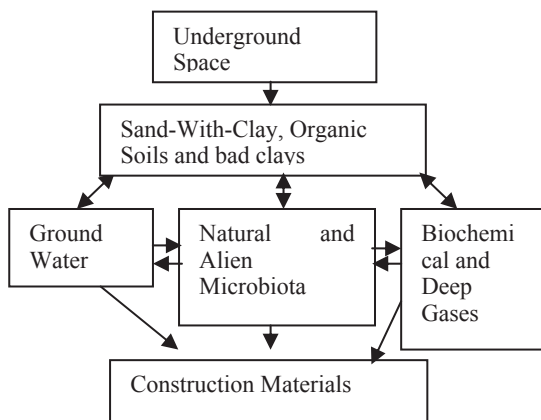 Underground
Space
Sand-With-Clay, Organic
Soils and bad clays
Ground
Water
Natural and
Alien
Microbiota
Biochemi
cal and
Deep
Gases
Construction Materials